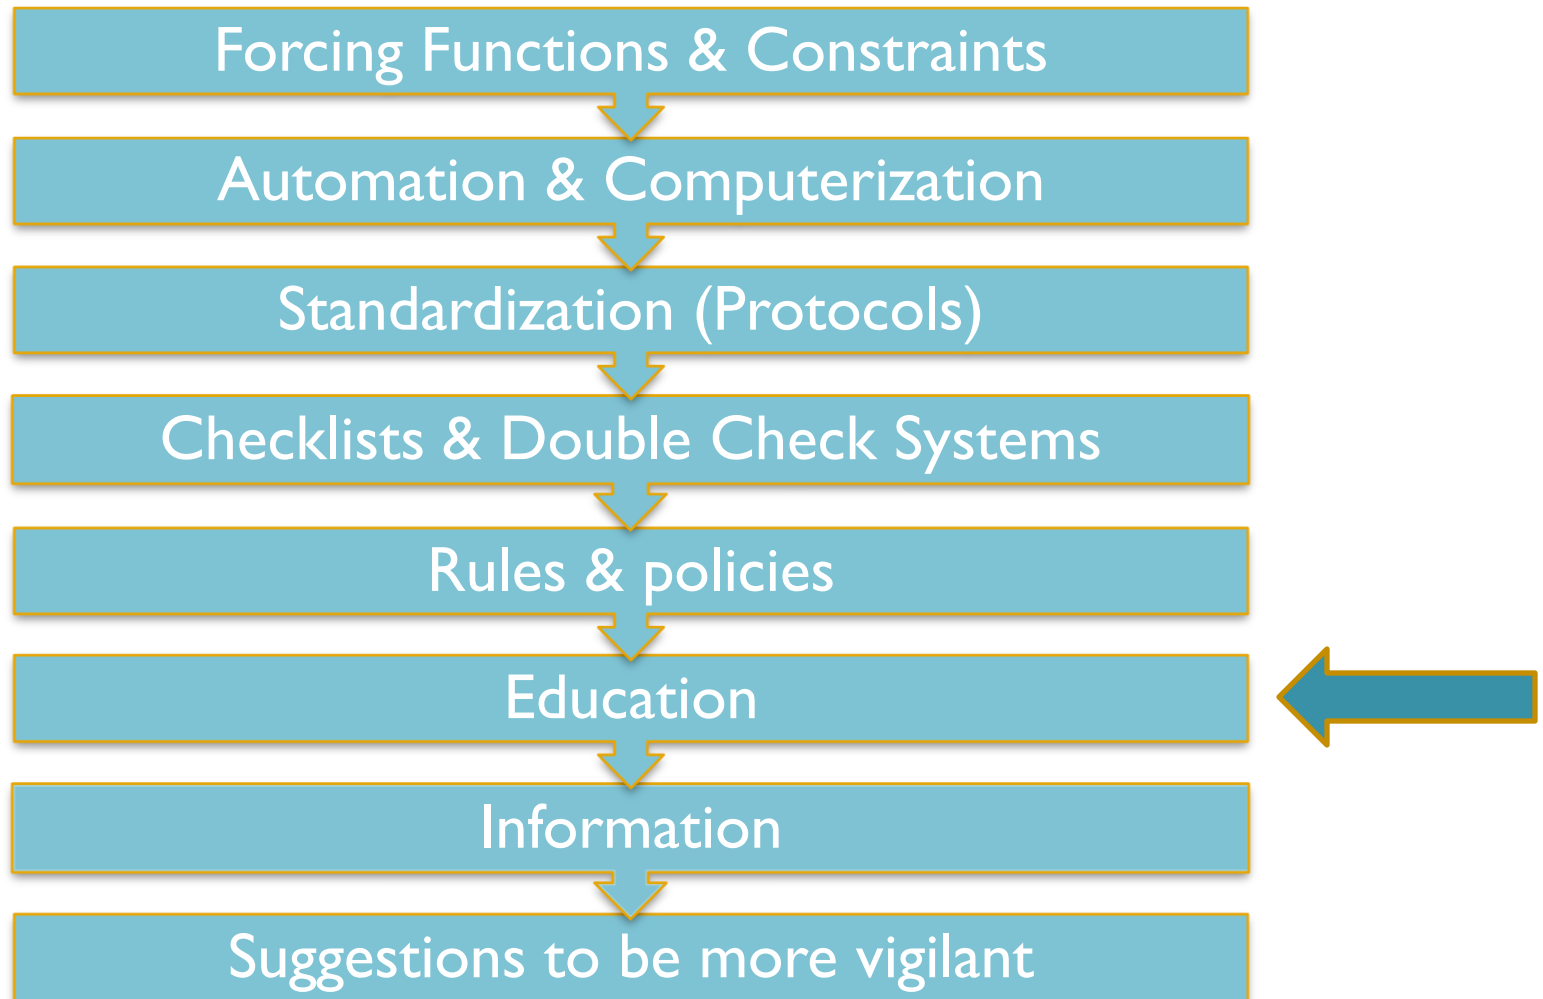 Forcing Functions & Constraints
Automation & Computerization
Standardization (Protocols)
Checklists & Double Check Systems
Rules & policies
Education
Information
Suggestions to be more vigilant